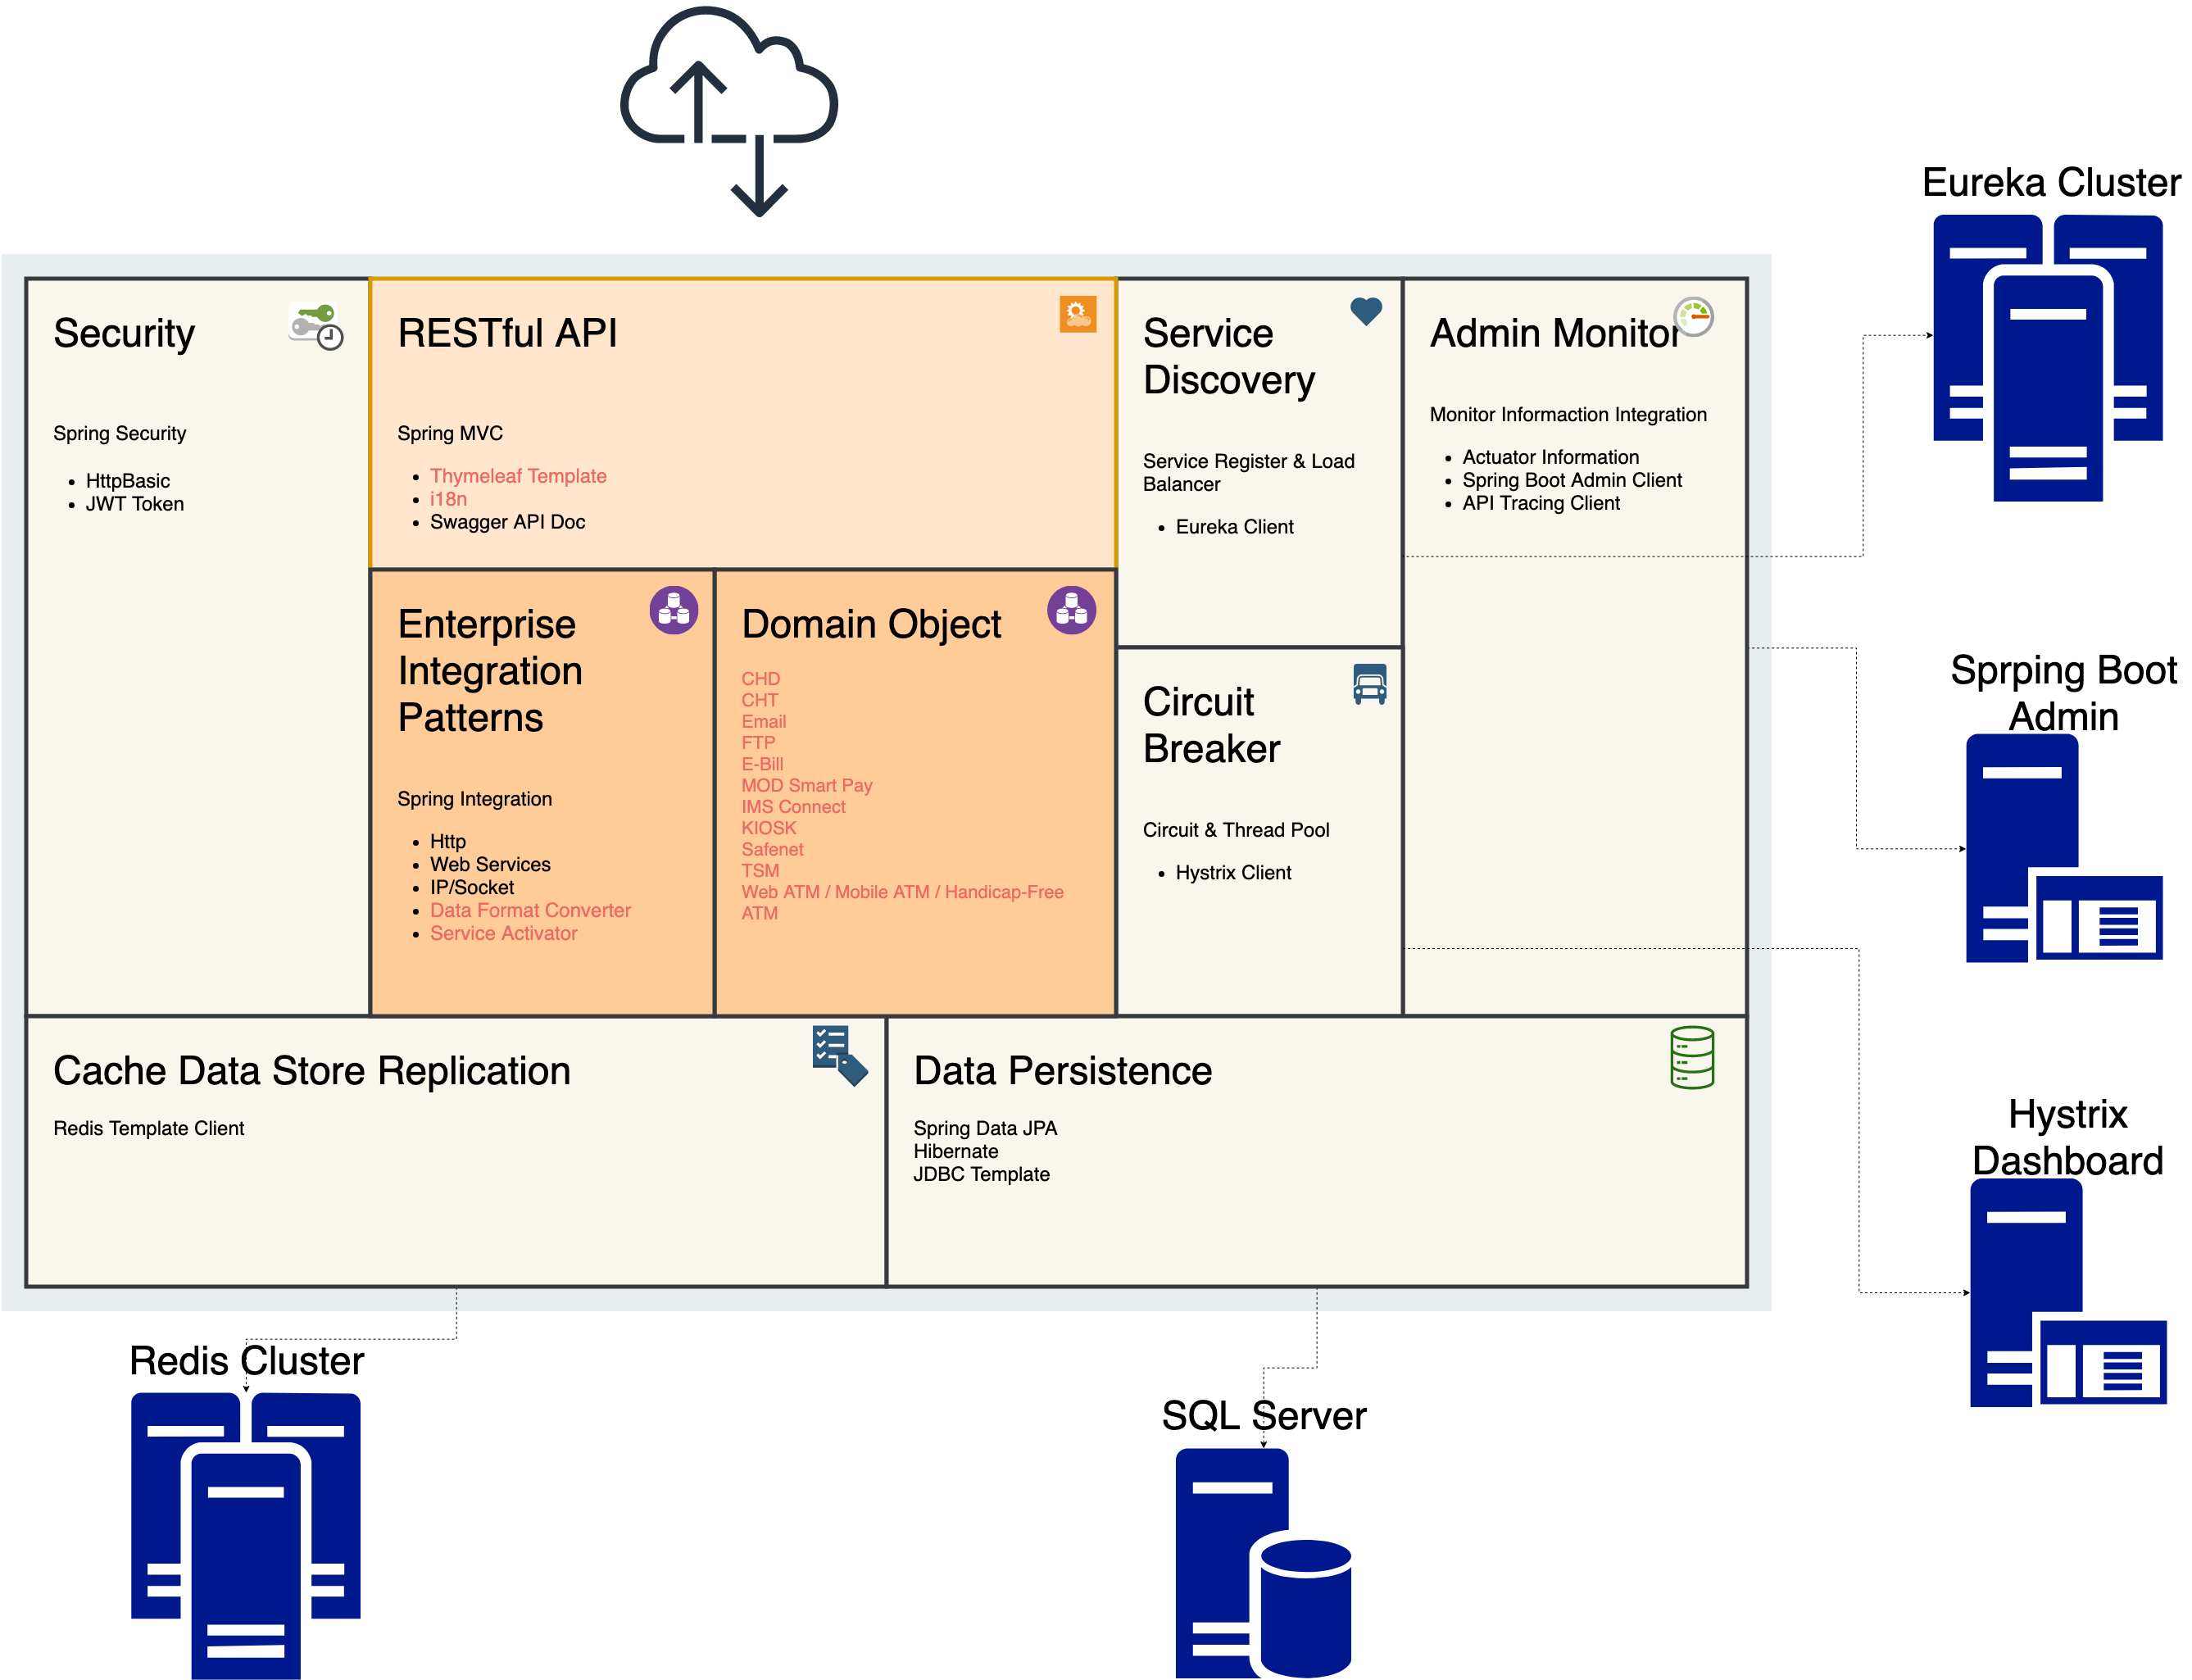 Eureka Cluster
Security
Spring Security
HttpBasic
JWT Token
RESTful API
Spring MVC
Thymeleaf Template
i18n
Swagger API Doc
Service
Discovery
Service Register & Load
Balancer
Eureka Client
Admin Monitor
Monitor Informaction Integration
Actuator Information
Spring Boot Admin Client
API Tracing Client
Enterprise
Integration
Patterns
Spring Integration
Http
Web Services
IP/Socket
Data Format Converter
Service Activator
Domain Object
CHD
CHT
Email
FTP
E-Bill
MOD Smart Pay
IMS Connect
KIOSK
Safenet
TSM
Web ATM / Mobile ATM / Handicap-Free
ATM
Circuit
Breaker
Circuit & Thread Pool
Hystrix Client
Sprping Boot
Admin
Cache Data Store Replication
Redis Template Client
Data Persistence
Spring Data JPA
Hibernate
JDBC Template
Hystrix
Dashboard
Redis Cluster
SQL Server